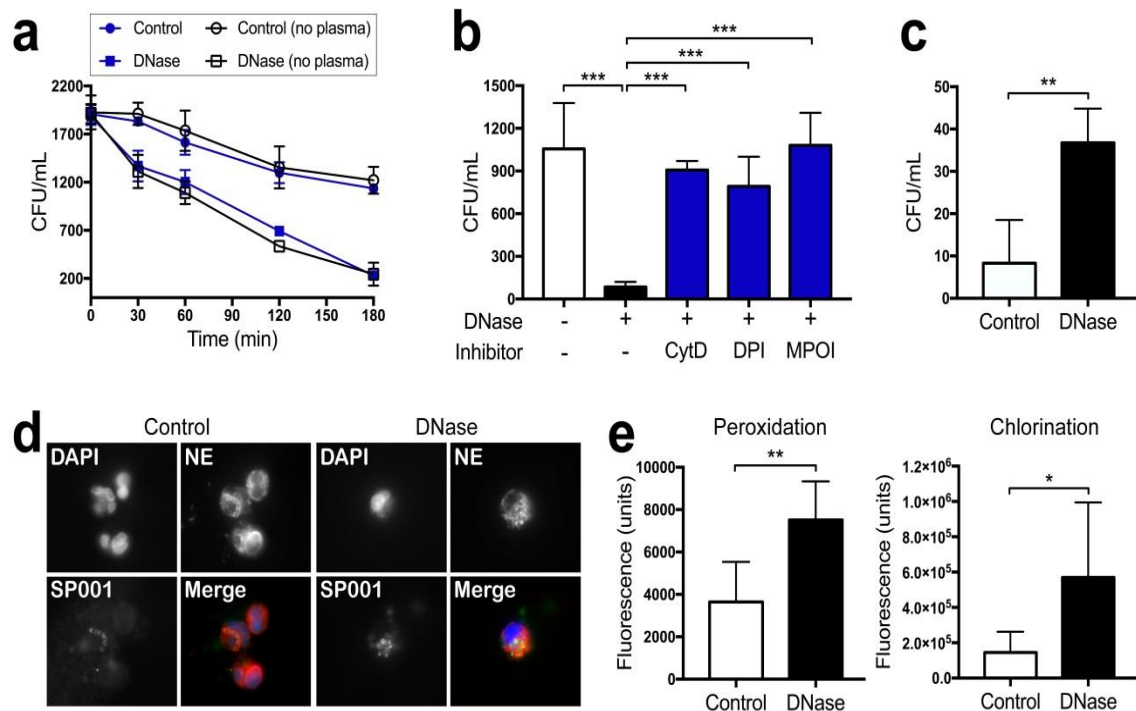 a
Control
Control (no plasma)
DNase
DNase (no plasma)
2200
1700
1200
700
200
CFU/mL
0 30 60 90 120 150 180
Time (min)
b
***
***
*** ***
1500
1200
900
600
300
0
CFU/mL
DNase - + + + +
Inhibitor - - CytD DPI MPOI
c
**
50
40
30
20
10
0
CFU/mL
Control DNase
d
Control DNase
DAPI NE DAPI NE
SP001 Merge SP001 Merge
e
Peroxidation
**
10000
8000
6000
4000
2000
0
Fluorescence (units)
Control DNase
Chlorination
*
1.2×10⁶
1.0×10⁶
8.0×10⁵
6.0×10⁵
4.0×10⁵
2.0×10⁵
0.0
Fluorescence (units)
Control DNase